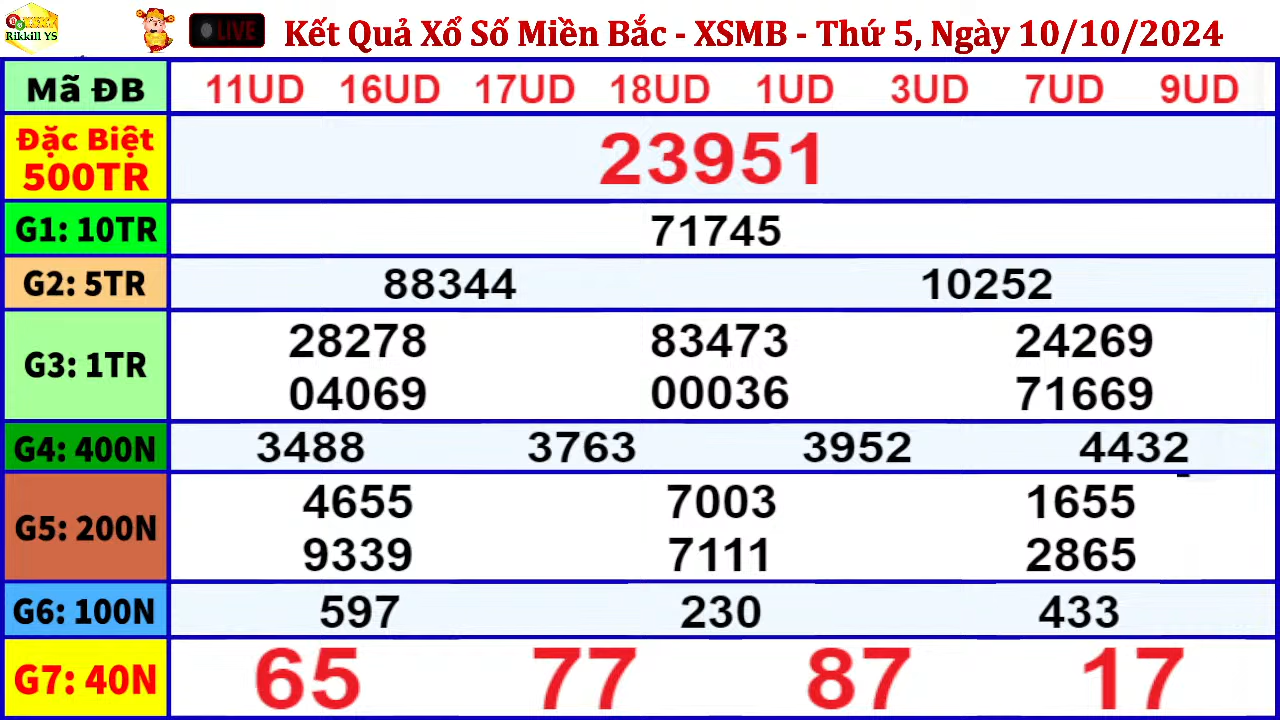 Rikkill YS
LIVE
Kết Quả Xổ Số Miền Bắc - XSMB - Thứ 5, Ngày 10/10/2024
Mã ĐB 11UD 16UD 17UD 18UD 1UD 3UD 7UD 9UD
Đặc Biệt
500TR 23951
G1: 10TR 71745
G2: 5TR 88344 10252
G3: 1TR 28278 83473 24269
04069 00036 71669
G4: 400N 3488 3763 3952 4432
G5: 200N 4655 7003 1655
9339 7111 2865
G6: 100N 597 230 433
G7: 40N 65 77 87 17